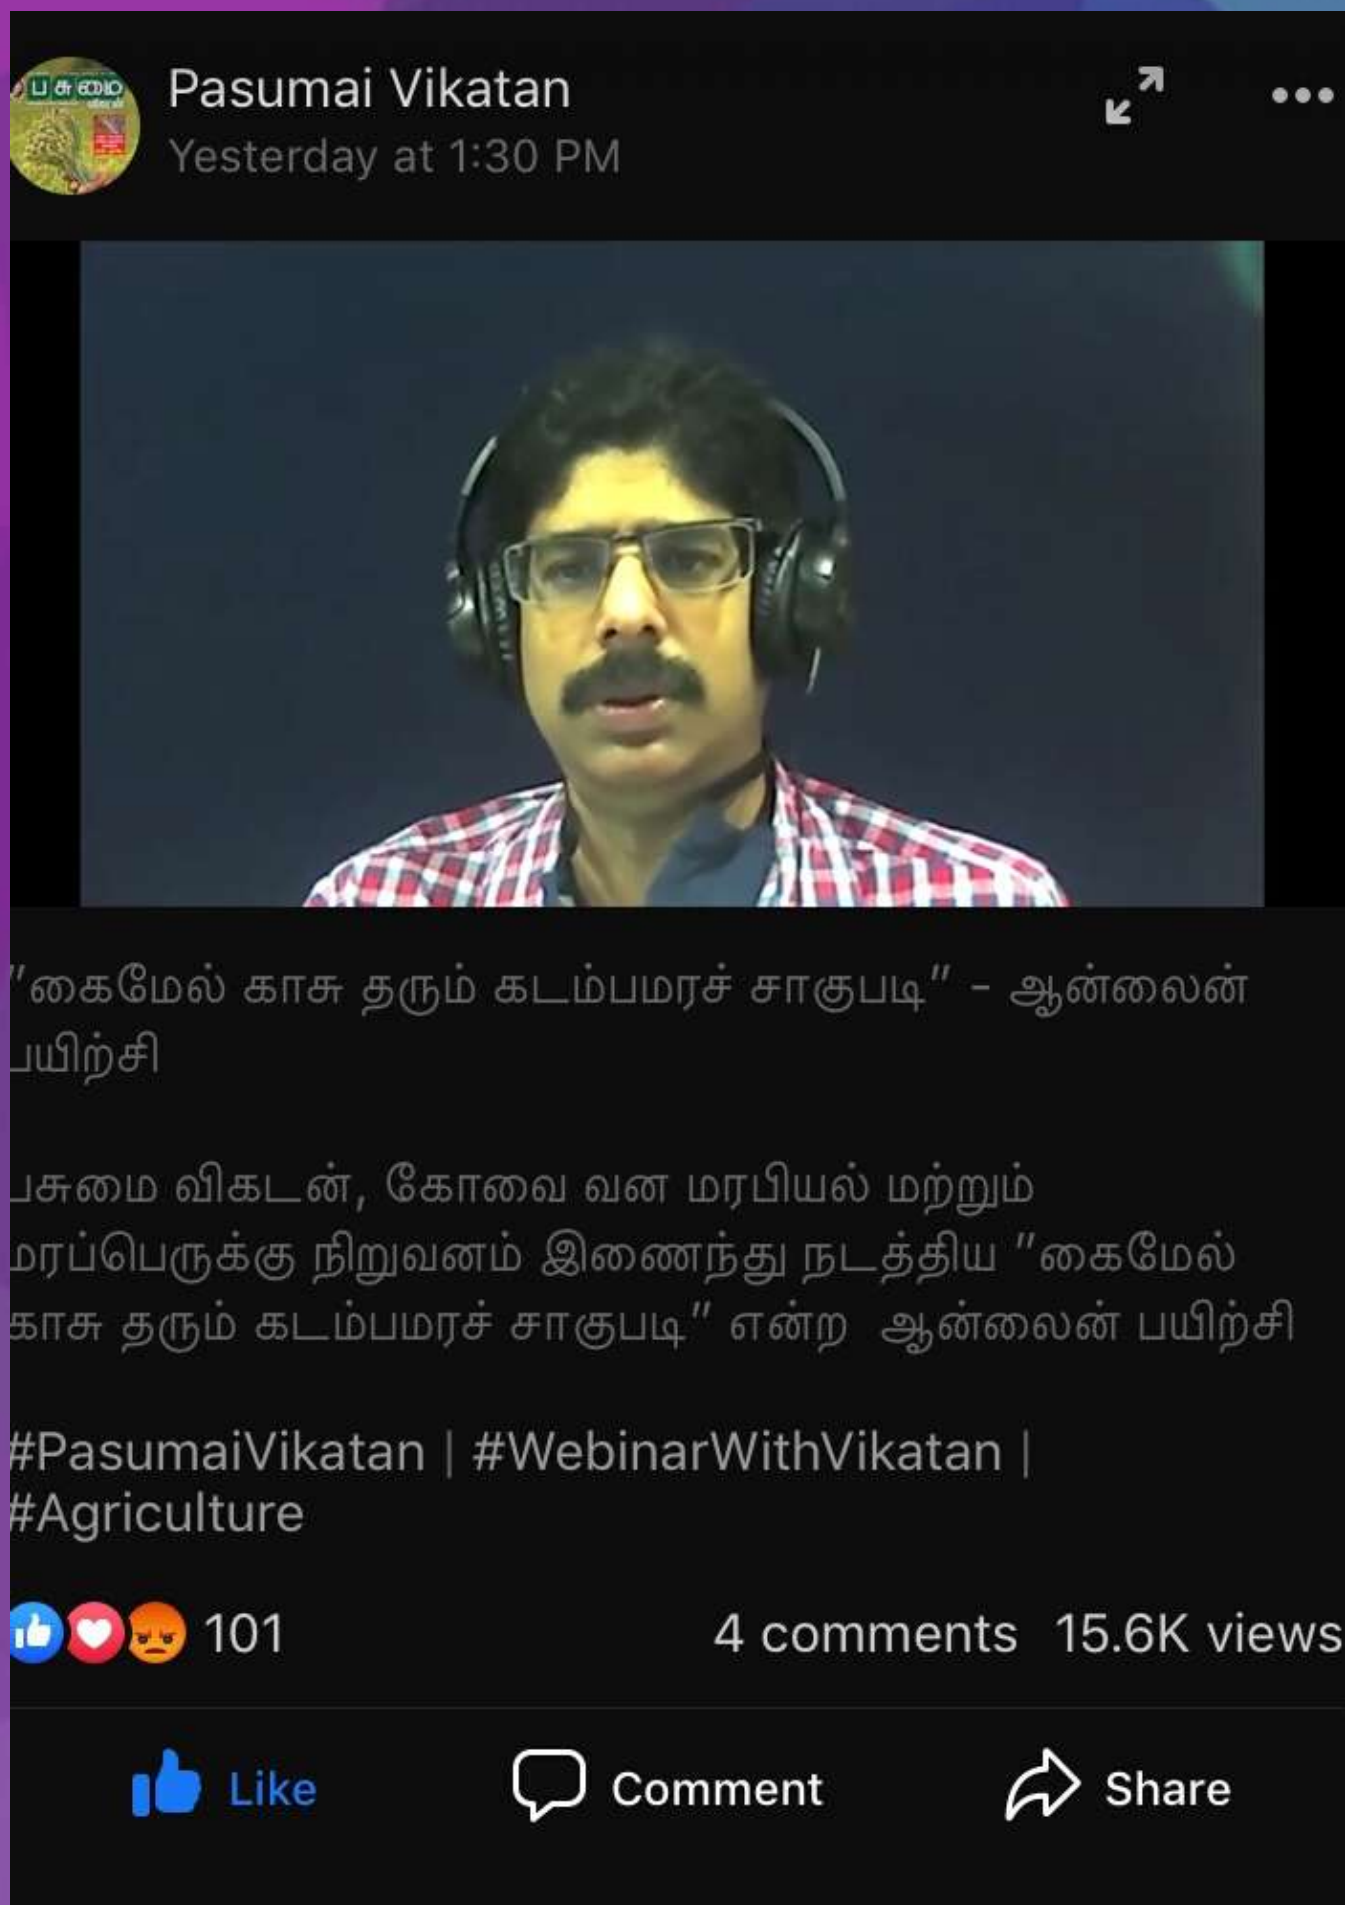 பசுமை
Pasumai Vikatan
Yesterday at 1:30 PM
"கைமேல் காசு தரும் கடம்பமரச் சாகுபடி" - ஆன்லைன்
பயிற்சி
பசுமை விகடன், கோவை வன மரபியல் மற்றும்
மரப்பெருக்கு நிறுவனம் இணைந்து நடத்திய "கைமேல்
காசு தரும் கடம்பமரச் சாகுபடி" என்ற ஆன்லைன் பயிற்சி
#PasumaiVikatan | #WebinarWithVikatan |
#Agriculture
101 4 comments 15.6K views
Like Comment Share